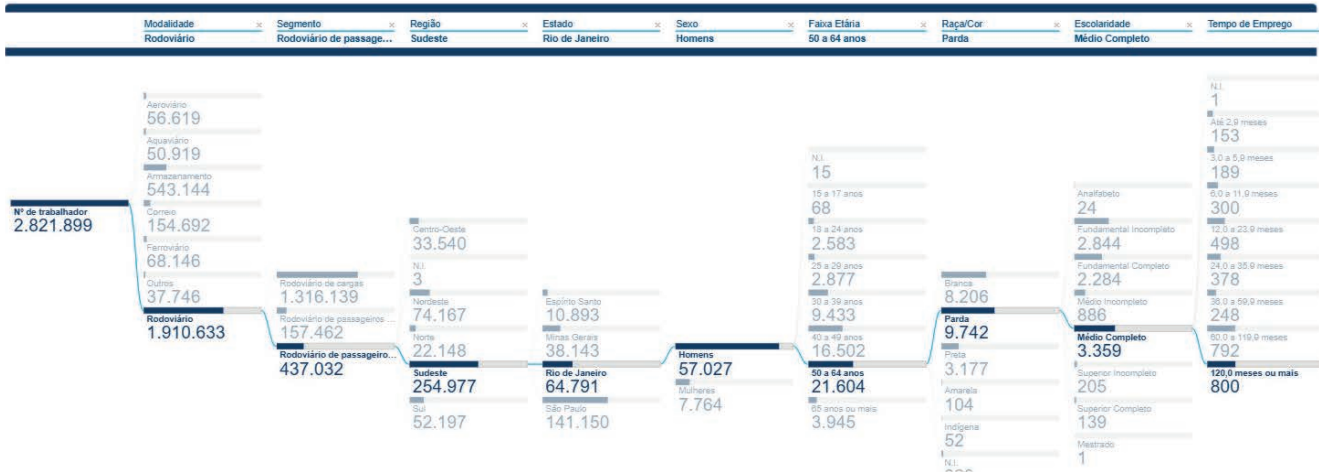 Modalidade × Segmento × Região × Estado × Sexo × Faixa Etária × Raça/Cor × Escolaridade × Tempo de Emprego
Rodoviário Rodoviário de passage... Sudeste Rio de Janeiro Homens 50 a 64 anos Parda Médio Completo
Nº de trabalhador
2.821.899
Aeroviário
56.619
Aquaviário
50.919
Armazenamento
543.144
Correio
154.692
Ferroviário
68.146
Outros
37.746
Rodoviário
1.910.633
Rodoviário de cargas
1.316.139
Rodoviário de passageiros ...
157.462
Rodoviário de passageiro...
437.032
Centro-Oeste
33.540
N.I.
3
Nordeste
74.167
Norte
22.148
Sudeste
254.977
Sul
52.197
Espírito Santo
10.893
Minas Gerais
38.143
Rio de Janeiro
64.791
São Paulo
141.150
Homens
57.027
Mulheres
7.764
N.I.
15
15 a 17 anos
68
18 a 24 anos
2.583
25 a 29 anos
2.877
30 a 39 anos
9.433
40 a 49 anos
16.502
50 a 64 anos
21.604
65 anos ou mais
3.945
Branca
8.206
Parda
9.742
Preta
3.177
Amarela
104
Indígena
52
N.I.
Analfabeto
24
Fundamental Incompleto
2.844
Fundamental Completo
2.284
Médio Incompleto
886
Médio Completo
3.359
Superior Incompleto
205
Superior Completo
139
Mestrado
1
N.I.
1
Até 2,9 meses
153
3,0 a 5,9 meses
189
6,0 a 11,9 meses
300
12,0 a 23,9 meses
498
24,0 a 35,9 meses
378
36,0 a 59,9 meses
248
60,0 a 119,9 meses
792
120,0 meses ou mais
800